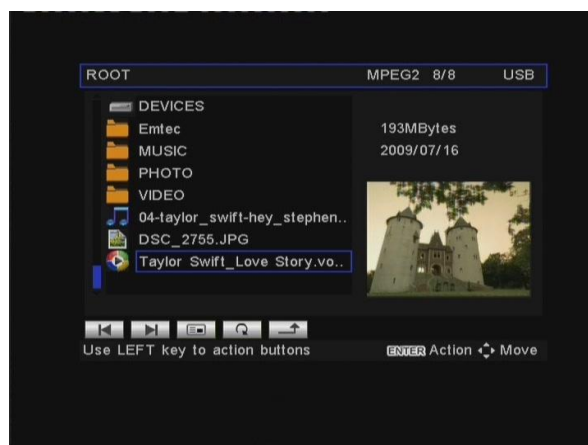 ROOT MPEG2 8/8 USB
DEVICES
Emtec
MUSIC
PHOTO
VIDEO
04-taylor_swift-hey_stephen..
DSC_2755.JPG
Taylor Swift_Love Story.vo..
193MBytes
2009/07/16
Use LEFT key to action buttons ENTER Action Move